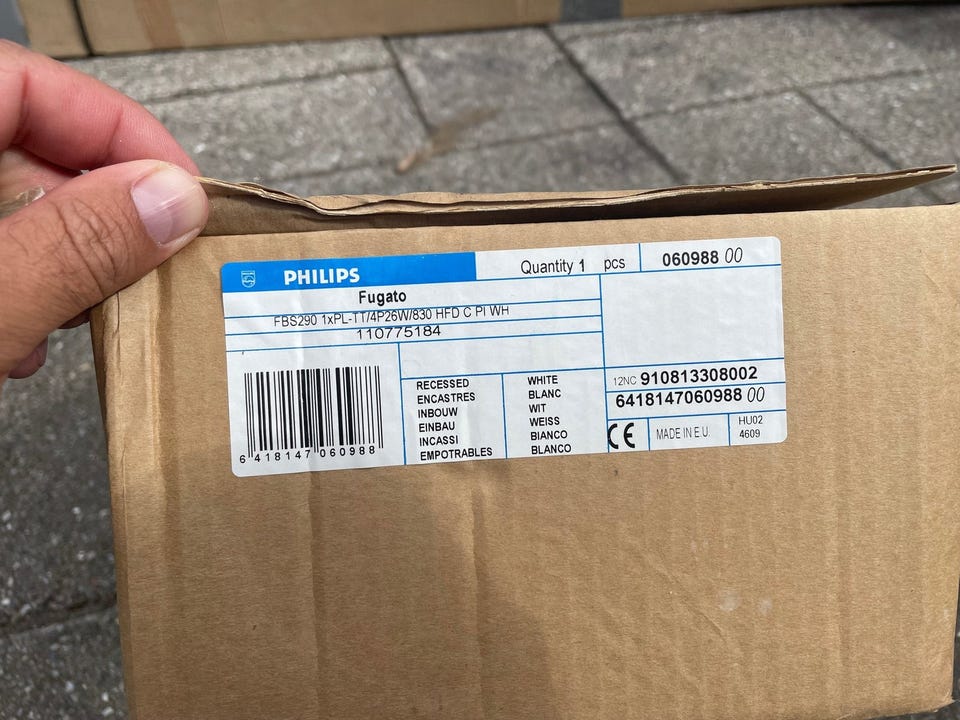 PHILIPS
Quantity 1 pcs
060988 00
Fugato
FBS290 1xPL-TT/4P26W/830 HFD C PI WH
110775184
6 418147 060988
RECESSED
ENCASTRES
INBOUW
EINBAU
INCASSI
EMPOTRABLES
WHITE
BLANC
WIT
WEISS
BIANCO
BLANCO
12NC 910813308002
6418147060988 00
CE
MADE IN E.U.
HU02
4609